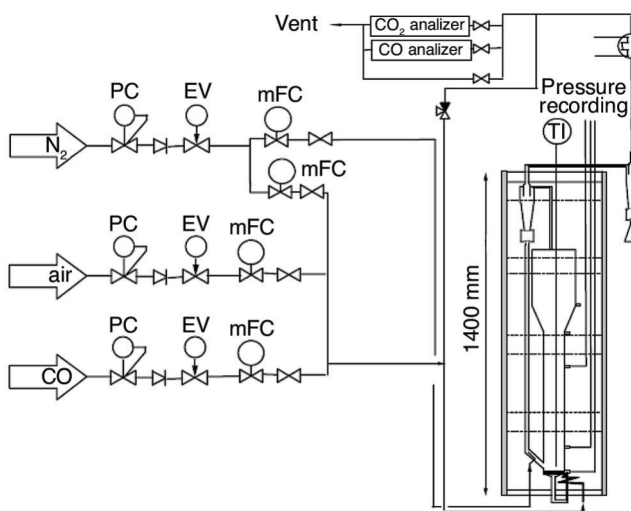 Vent
CO₂ analizer
CO analizer
PC
EV
mFC
Pressure
recording
N₂
TI
mFC
PC
EV
mFC
air
1400 mm
PC
EV
mFC
CO